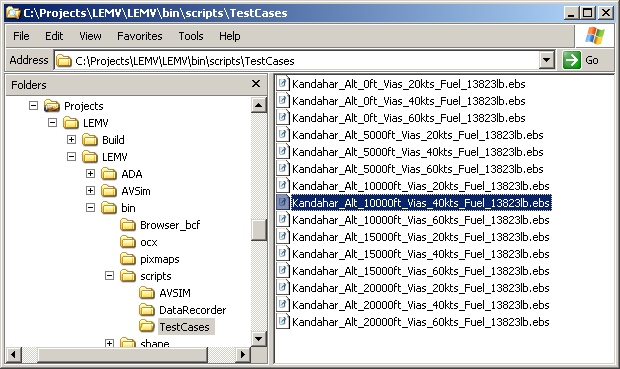 C:\Projects\LEMV\LEMV\bin\scripts\TestCases
File Edit View Favorites Tools Help
Address C:\Projects\LEMV\LEMV\bin\scripts\TestCases Go
Folders
Projects
LEMV
Build
LEMV
ADA
AVSim
bin
Browser_bcf
ocx
pixmaps
scripts
AVSIM
DataRecorder
TestCases
shape
Kandahar_Alt_0ft_Vias_20kts_Fuel_13823lb.ebs
Kandahar_Alt_0ft_Vias_40kts_Fuel_13823lb.ebs
Kandahar_Alt_0ft_Vias_60kts_Fuel_13823lb.ebs
Kandahar_Alt_5000ft_Vias_20kts_Fuel_13823lb.ebs
Kandahar_Alt_5000ft_Vias_40kts_Fuel_13823lb.ebs
Kandahar_Alt_5000ft_Vias_60kts_Fuel_13823lb.ebs
Kandahar_Alt_10000ft_Vias_20kts_Fuel_13823lb.ebs
Kandahar_Alt_10000ft_Vias_40kts_Fuel_13823lb.ebs
Kandahar_Alt_10000ft_Vias_60kts_Fuel_13823lb.ebs
Kandahar_Alt_15000ft_Vias_20kts_Fuel_13823lb.ebs
Kandahar_Alt_15000ft_Vias_40kts_Fuel_13823lb.ebs
Kandahar_Alt_15000ft_Vias_60kts_Fuel_13823lb.ebs
Kandahar_Alt_20000ft_Vias_20kts_Fuel_13823lb.ebs
Kandahar_Alt_20000ft_Vias_40kts_Fuel_13823lb.ebs
Kandahar_Alt_20000ft_Vias_60kts_Fuel_13823lb.ebs